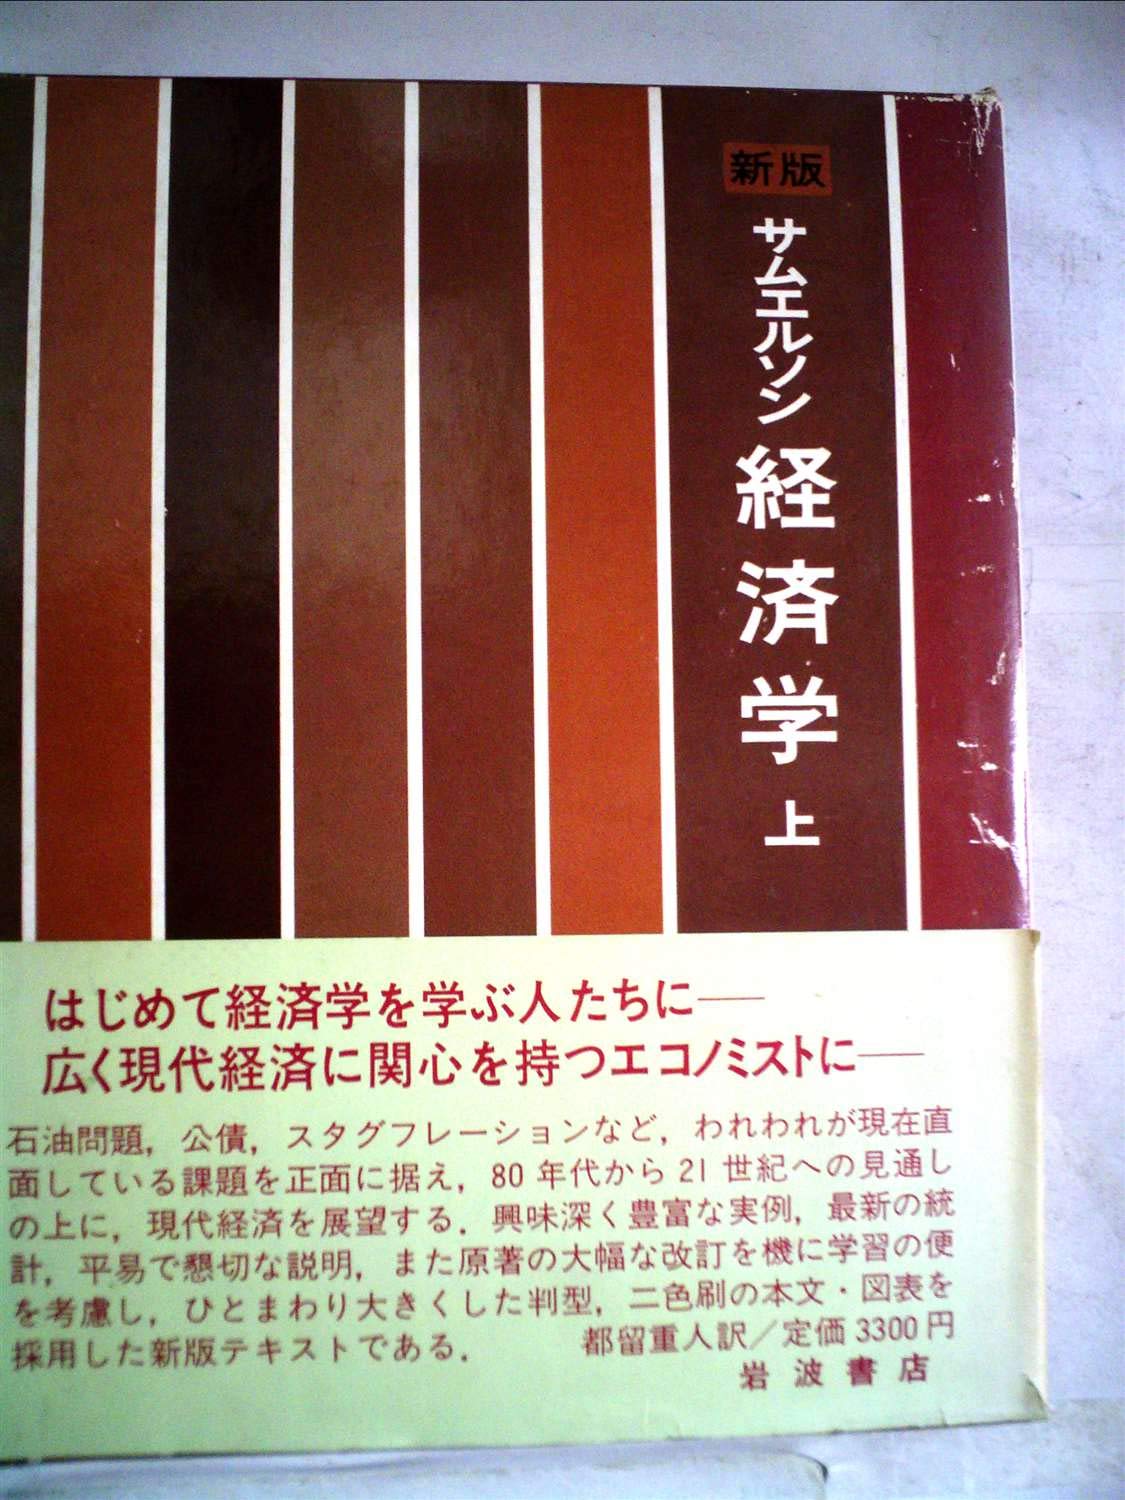 新版
サムエルソン
経済学
上
はじめて経済学を学ぶ人たちに――
広く現代経済に関心を持つエコノミストに――
石油問題，公債，スタグフレーションなど，われわれが現在直
面している課題を正面に据え，80年代から21世紀への見通し
の上に，現代経済を展望する．興味深く豊富な実例，最新の統
計，平易で懇切な説明，また原著の大幅な改訂を機に学習の便
を考慮し，ひとまわり大きくした判型，二色刷の本文・図表を
採用した新版テキストである．
都留重人訳／定価3300円
岩波書店